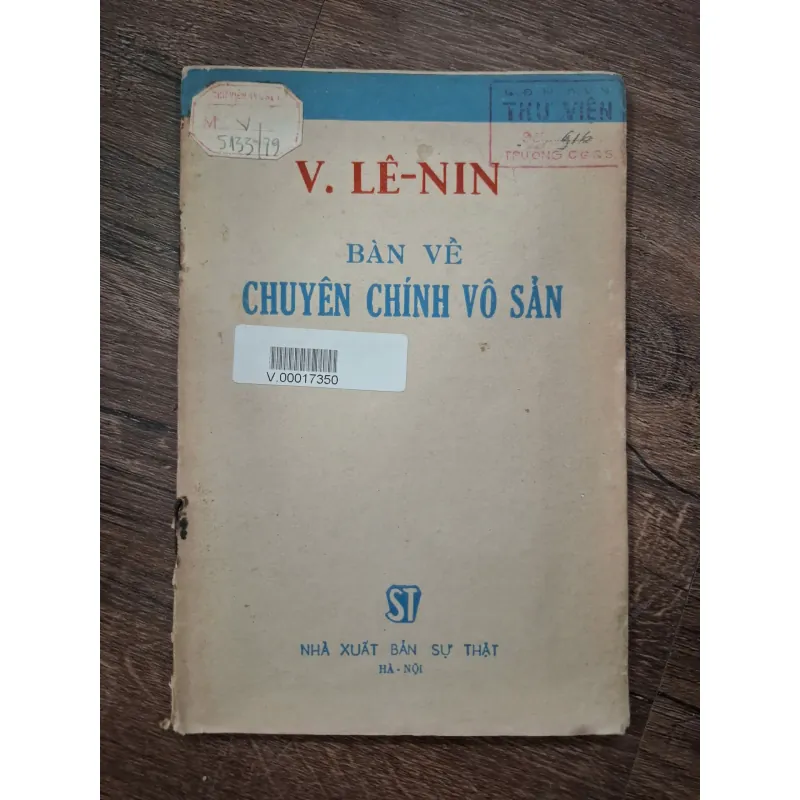 M V
5133/79
THƯ VIỆN
TRƯỜNG
V. LÊ-NIN
BÀN VỀ
CHUYÊN CHÍNH VÔ SẢN
V.00017350
ST
NHÀ XUẤT BẢN SỰ THẬT
HÀ - NỘI